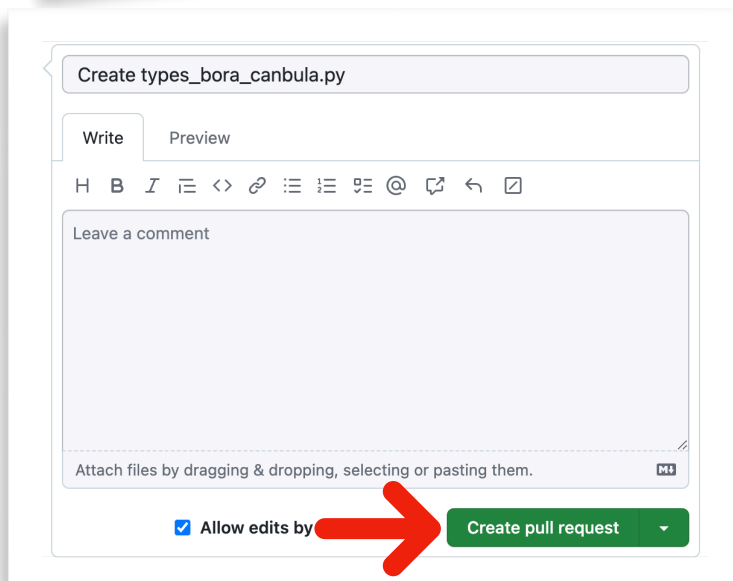 Create types_bora_canbula.py
Write Preview
Leave a comment
Attach files by dragging & dropping, selecting or pasting them.
Allow edits by
Create pull request